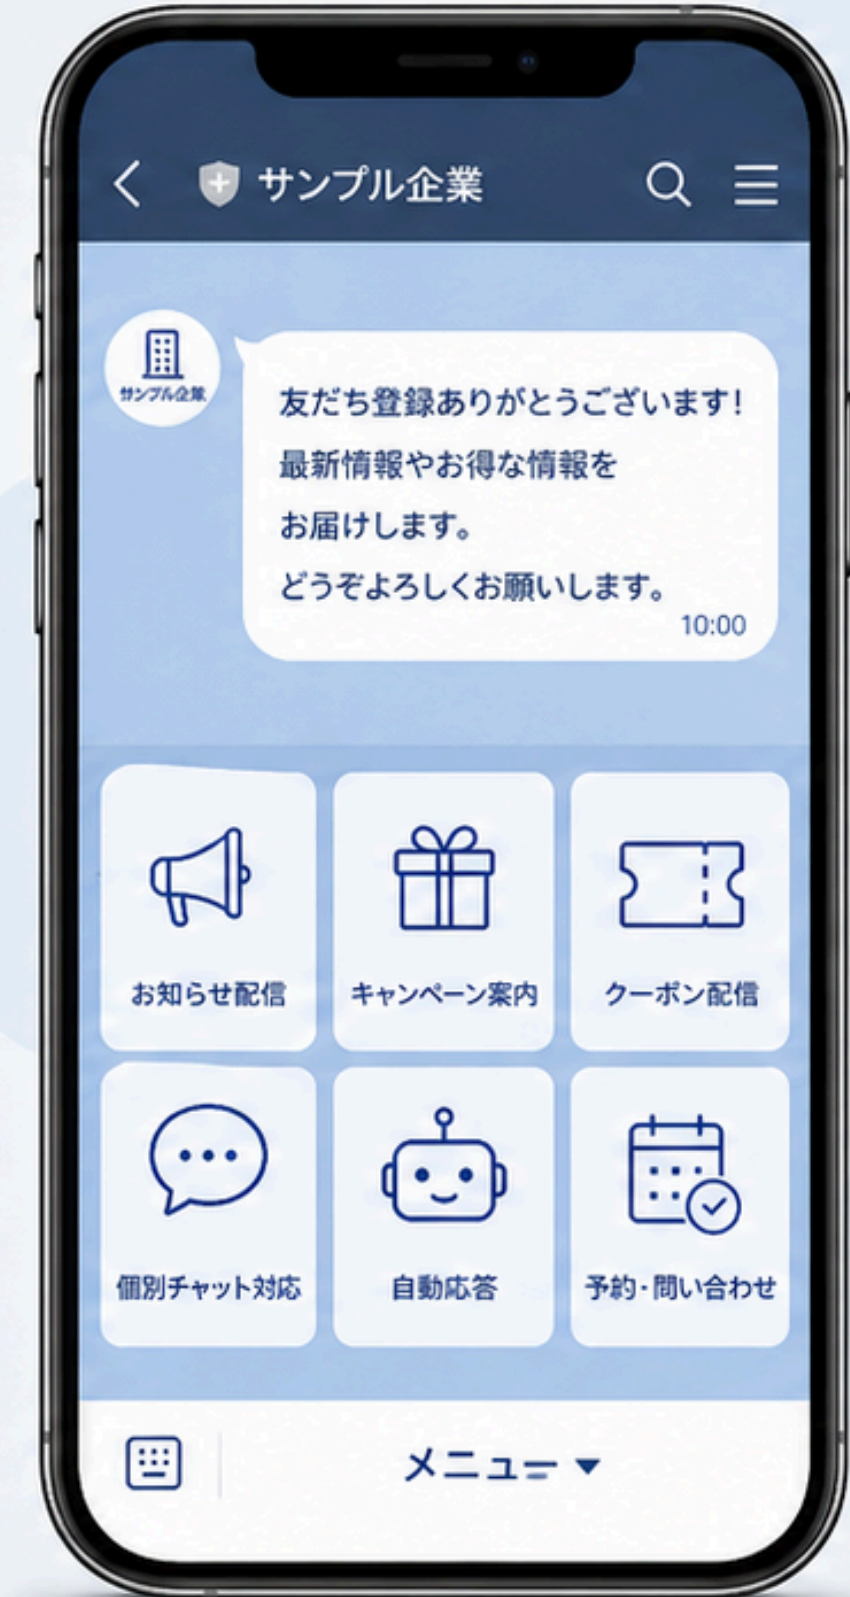 サンプル企業
サンプル企業
友だち登録ありがとうございます!
最新情報やお得な情報を
お届けします。
どうぞよろしくお願いします。
10:00
お知らせ配信
キャンペーン案内
クーポン配信
個別チャット対応
自動応答
予約・問い合わせ
メニュー